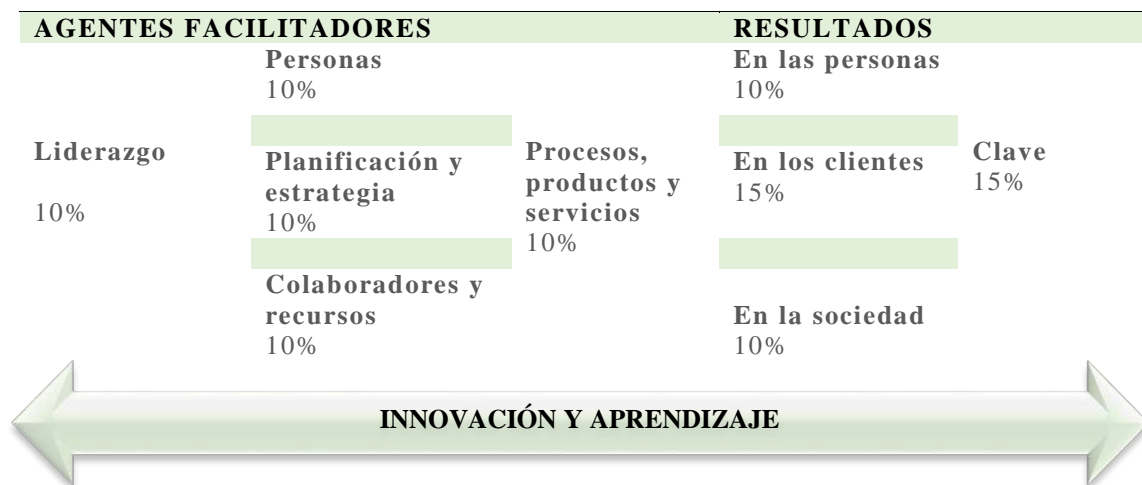 AGENTES FACILITADORES
RESULTADOS
Personas
10%
En las personas
10%
Liderazgo
10%
Planificación y
estrategia
10%
Procesos,
productos y
servicios
10%
En los clientes
15%
Clave
15%
Colaboradores y
recursos
10%
En la sociedad
10%
INNOVACIÓN Y APRENDIZAJE